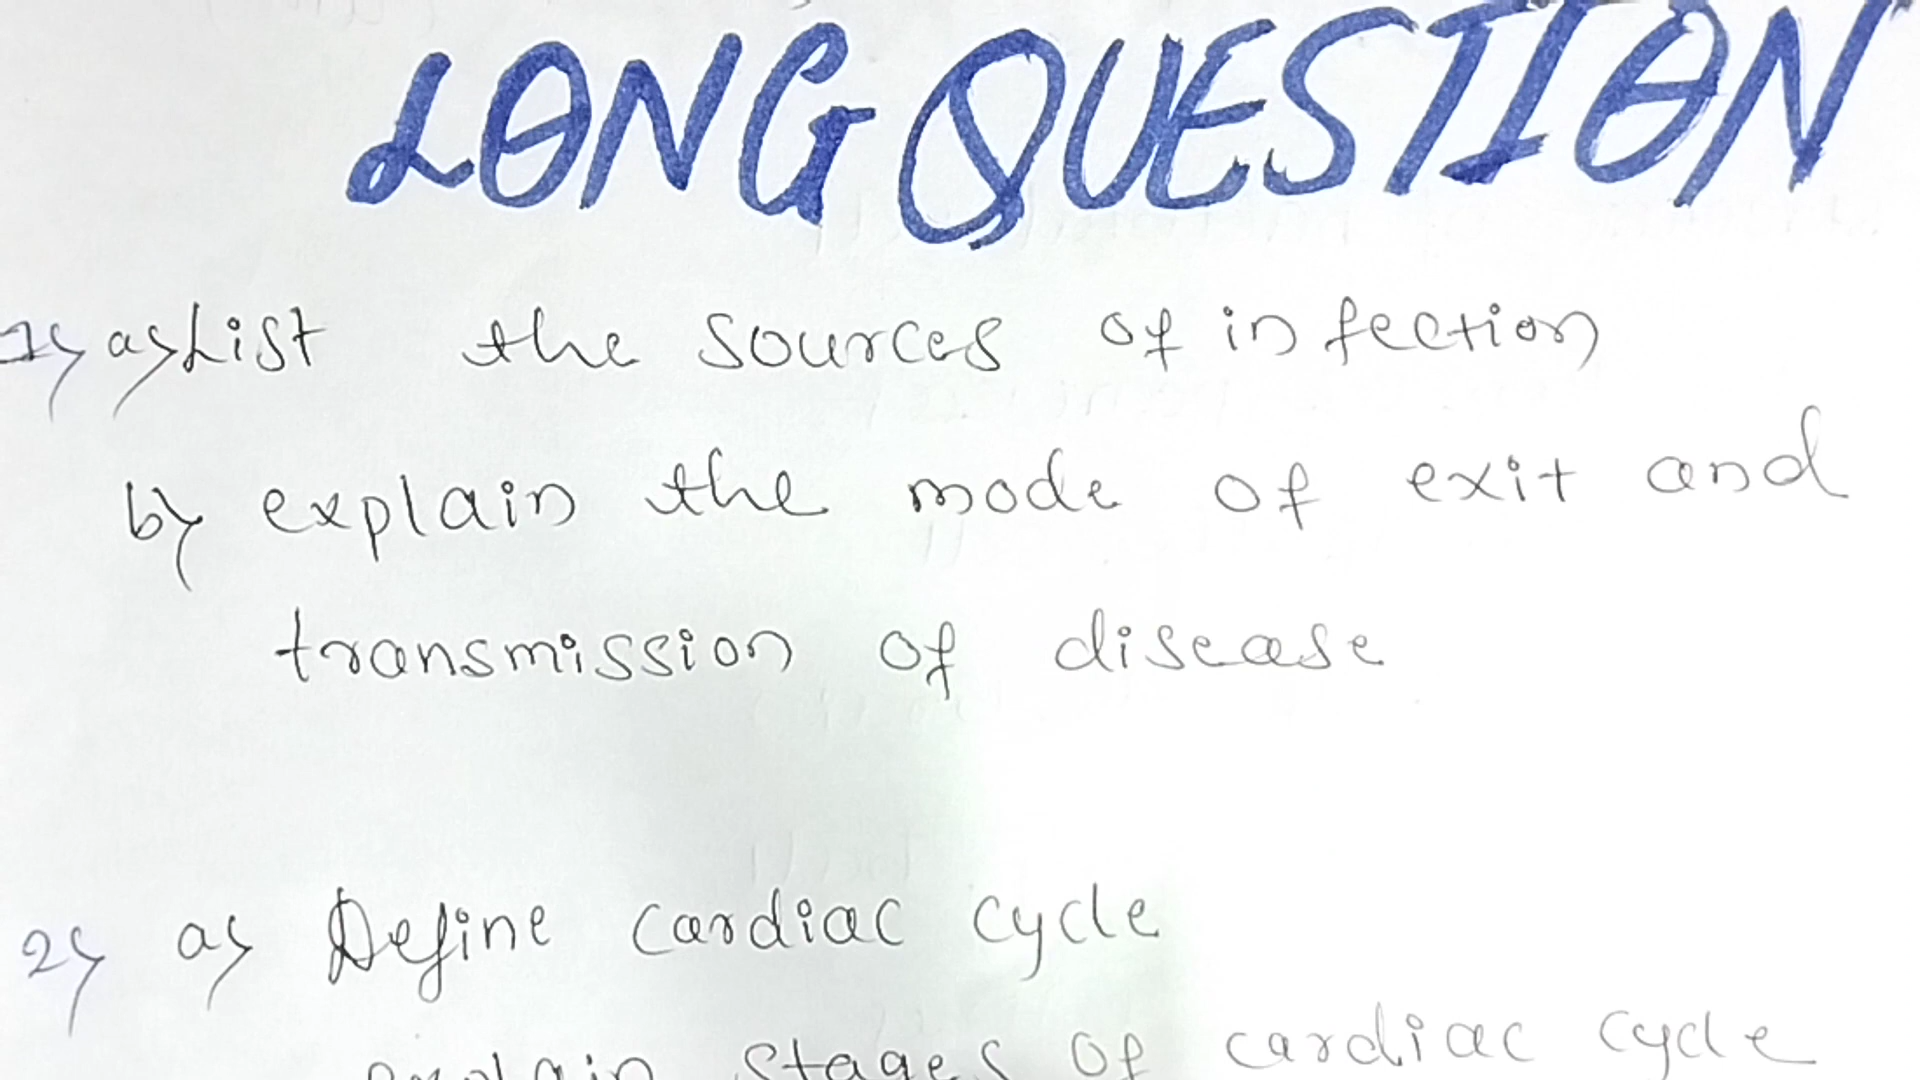 LONG QUESTION
1) a) List the sources of infection
b) explain the mode of exit and
transmission of disease
2) a) Define cardiac cycle
explain stages of cardiac cycle